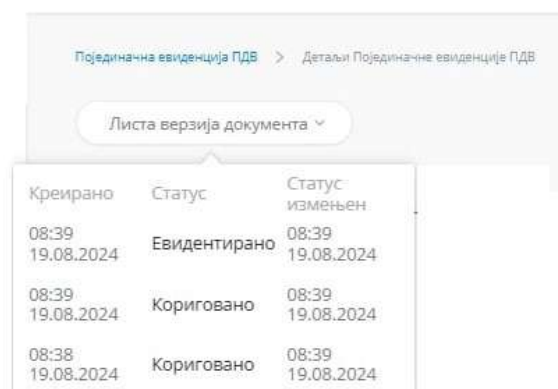 Појединачна евиденција ПДВ > Детаљи Појединачне евиденције ПДВ
Листа верзија документа
Креирано Статус Статус измењен
08:39 19.08.2024 Евидентирано 08:39 19.08.2024
08:39 19.08.2024 Кориговано 08:39 19.08.2024
08:38 19.08.2024 Кориговано 08:39 19.08.2024